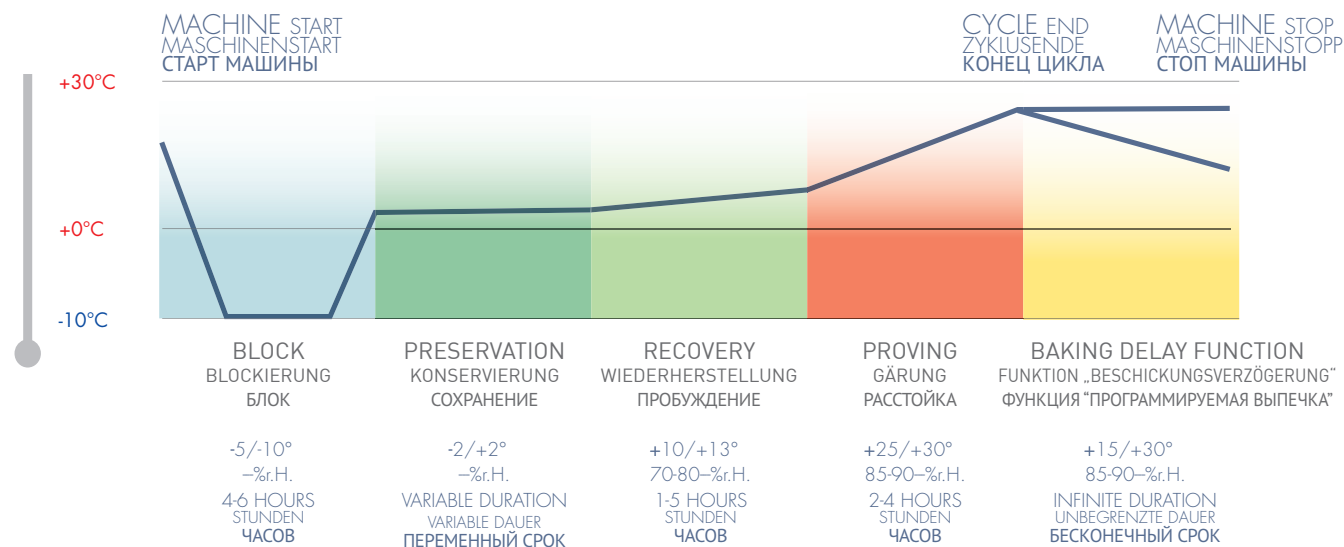 MACHINE START
MASCHINENSTART
СТАРТ МАШИНЫ
CYCLE END
ZYKLUSENDE
КОНЕЦ ЦИКЛА
MACHINE STOP
MASCHINENSTOPP
СТОП МАШИНЫ
+30°C
+0°C
-10°C
BLOCK
BLOCKIERUNG
БЛОК
-5/-10°
–%r.H.
4-6 HOURS
STUNDEN
ЧАСОВ
PRESERVATION
KONSERVIERUNG
СОХРАНЕНИЕ
-2/+2°
–%r.H.
VARIABLE DURATION
VARIABLE DAUER
ПЕРЕМЕННЫЙ СРОК
RECOVERY
WIEDERHERSTELLUNG
ПРОБУЖДЕНИЕ
+10/+13°
70-80–%r.H.
1-5 HOURS
STUNDEN
ЧАСОВ
PROVING
GÄRUNG
РАССТОЙКА
+25/+30°
85-90–%r.H.
2-4 HOURS
STUNDEN
ЧАСОВ
BAKING DELAY FUNCTION
FUNKTION „BESCHICKUNGSVERZÖGERUNG"
ФУНКЦИЯ "ПРОГРАММИРУЕМАЯ ВЫПЕЧКА"
+15/+30°
85-90–%r.H.
INFINITE DURATION
UNBEGRENZTE DAUER
БЕСКОНЕЧНЫЙ СРОК